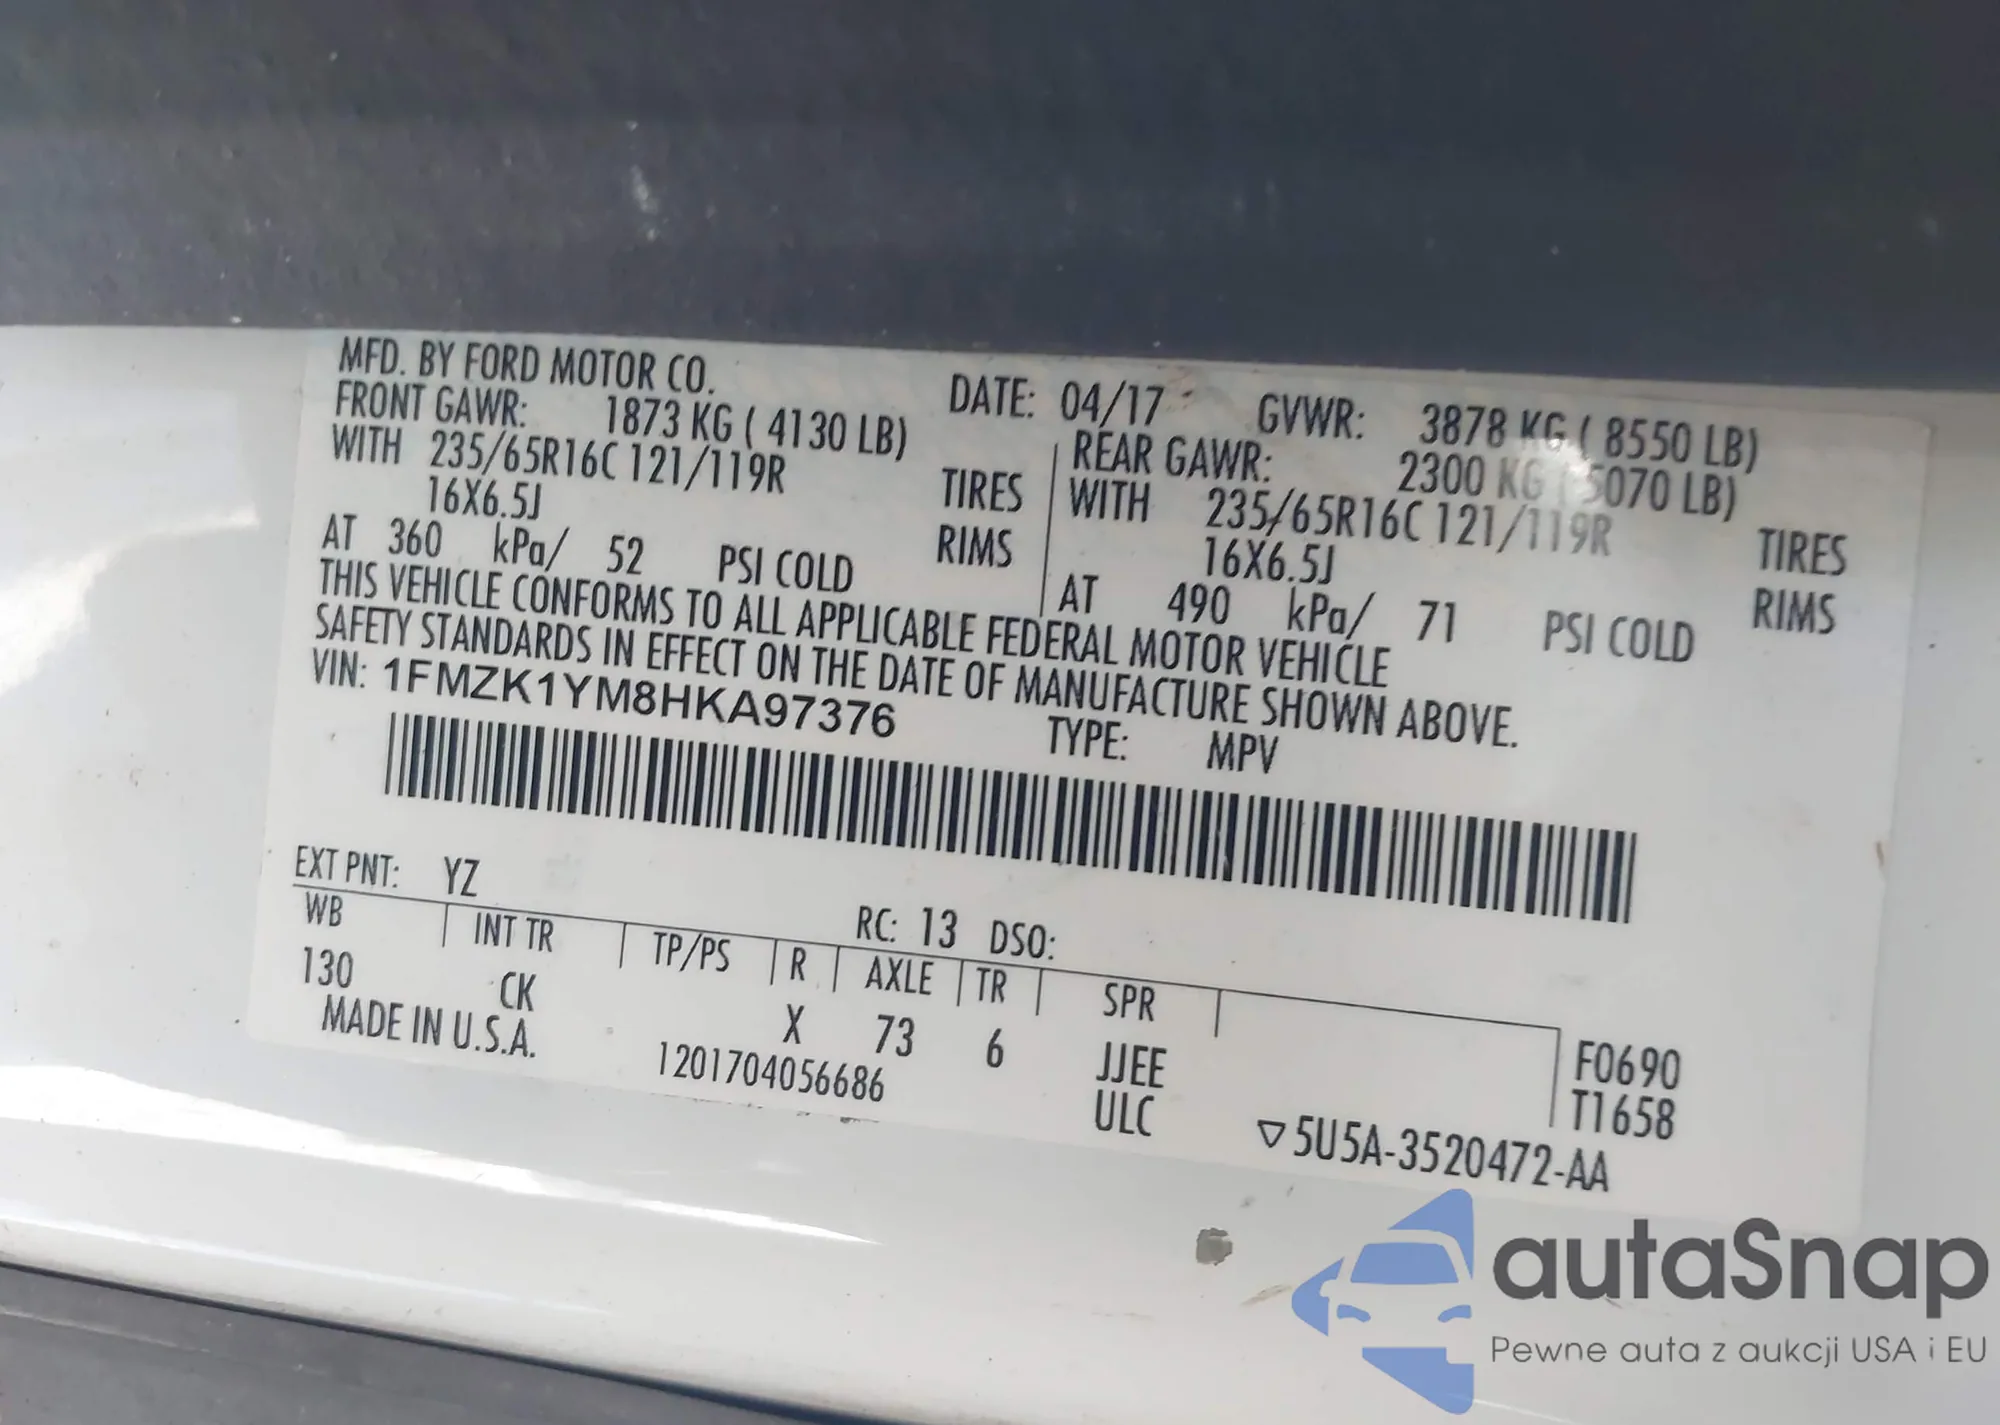 MFD. BY FORD MOTOR CO. DATE: 04/17 GVWR: 3878 KG ( 8550 LB)
FRONT GAWR: 1873 KG ( 4130 LB) REAR GAWR: 2300 KG ( 5070 LB)
WITH 235/65R16C 121/119R TIRES WITH 235/65R16C 121/119R TIRES
16X6.5J RIMS 16X6.5J RIMS
AT 360 kPa/ 52 PSI COLD AT 490 kPa/ 71 PSI COLD
THIS VEHICLE CONFORMS TO ALL APPLICABLE FEDERAL MOTOR VEHICLE
SAFETY STANDARDS IN EFFECT ON THE DATE OF MANUFACTURE SHOWN ABOVE.
VIN: 1FMZK1YM8HKA97376 TYPE: MPV
EXT PNT: YZ RC: 13 DSO:
WB INT TR TP/PS R AXLE TR SPR
130 CK X 73 6 JJEE F0690
ULC T1658
MADE IN U.S.A. 1201704056686 ▽5U5A-3520472-AA
autaSnap
Pewne auta z aukcji USA i EU